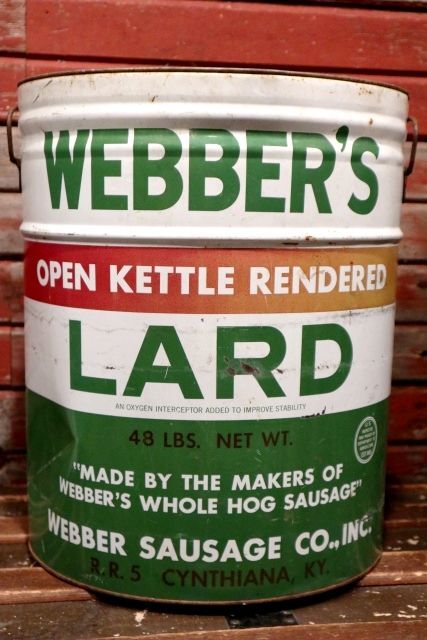 WEBBER'S
OPEN KETTLE RENDERED
LARD
AN OXYGEN INTERCEPTOR ADDED TO IMPROVE STABILITY
48 LBS. NET WT.
"MADE BY THE MAKERS OF
WEBBER'S WHOLE HOG SAUSAGE"
WEBBER SAUSAGE CO., INC.
R.R. 5 CYNTHIANA, KY.